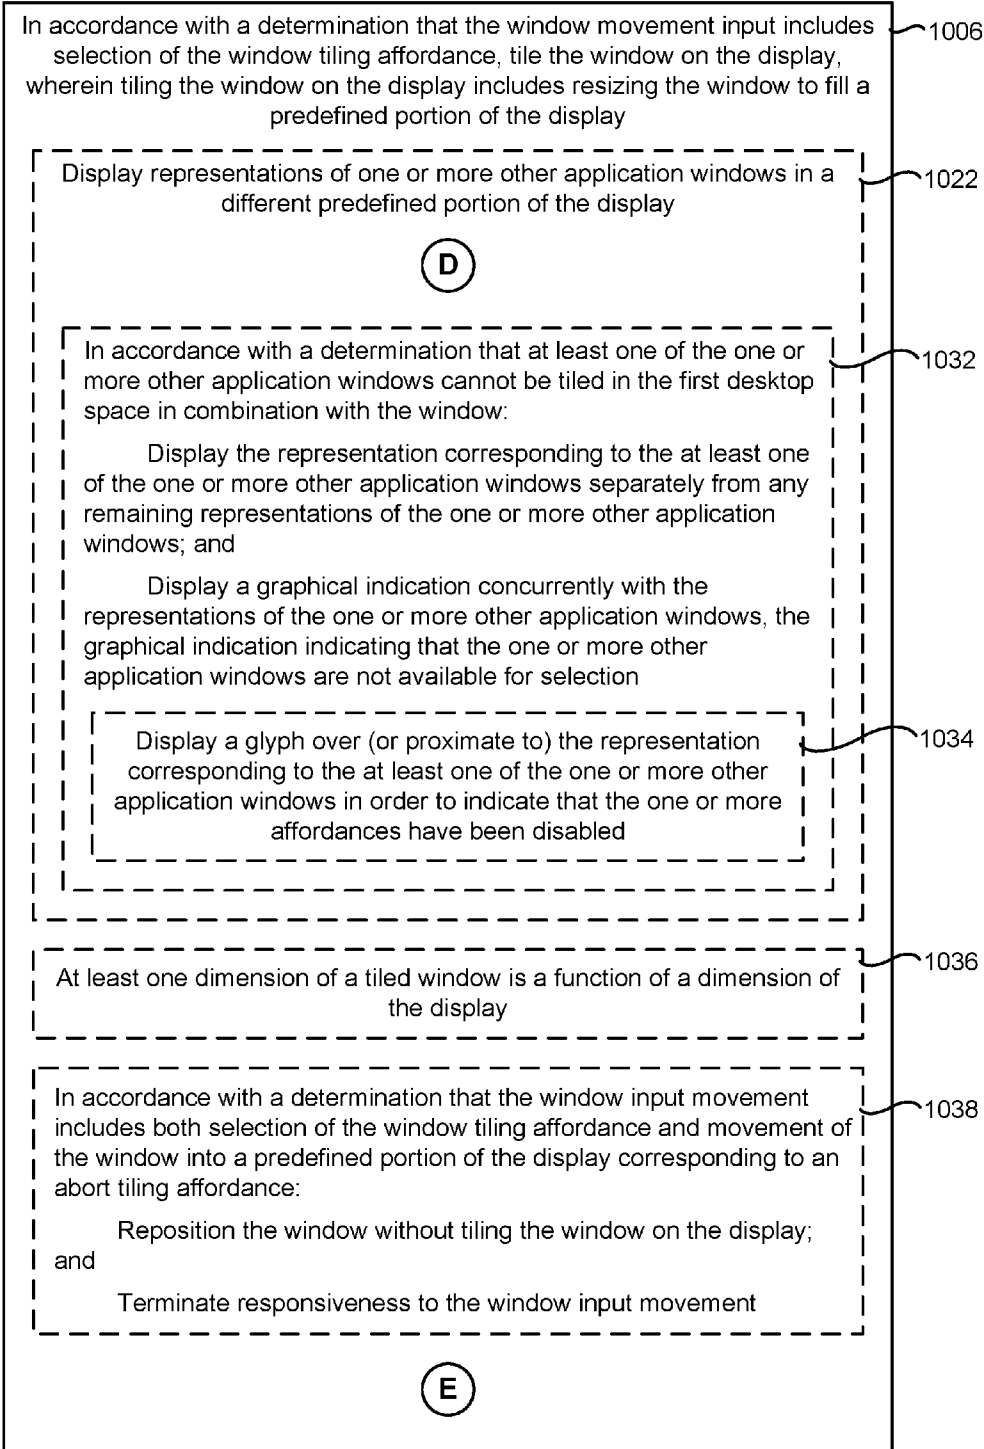 In accordance with a determination that the window movement input includes
selection of the window tiling affordance, tile the window on the display,
wherein tiling the window on the display includes resizing the window to fill a
predefined portion of the display
1006
Display representations of one or more other application windows in a
different predefined portion of the display
1022
D
In accordance with a determination that at least one of the one or
more other application windows cannot be tiled in the first desktop
space in combination with the window:
1032
Display the representation corresponding to the at least one
of the one or more other application windows separately from any
remaining representations of the one or more other application
windows; and
Display a graphical indication concurrently with the
representations of the one or more other application windows, the
graphical indication indicating that the one or more other
application windows are not available for selection
Display a glyph over (or proximate to) the representation
corresponding to the at least one of the one or more other
application windows in order to indicate that the one or more
affordances have been disabled
1034
At least one dimension of a tiled window is a function of a dimension of
the display
1036
In accordance with a determination that the window input movement
includes both selection of the window tiling affordance and movement of
the window into a predefined portion of the display corresponding to an
abort tiling affordance:
1038
Reposition the window without tiling the window on the display;
and
Terminate responsiveness to the window input movement
E